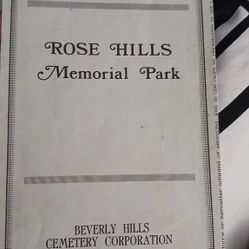 ROSE HILLS
Memorial Park
BEVERLY HILLS
CEMETERY CORPORATION